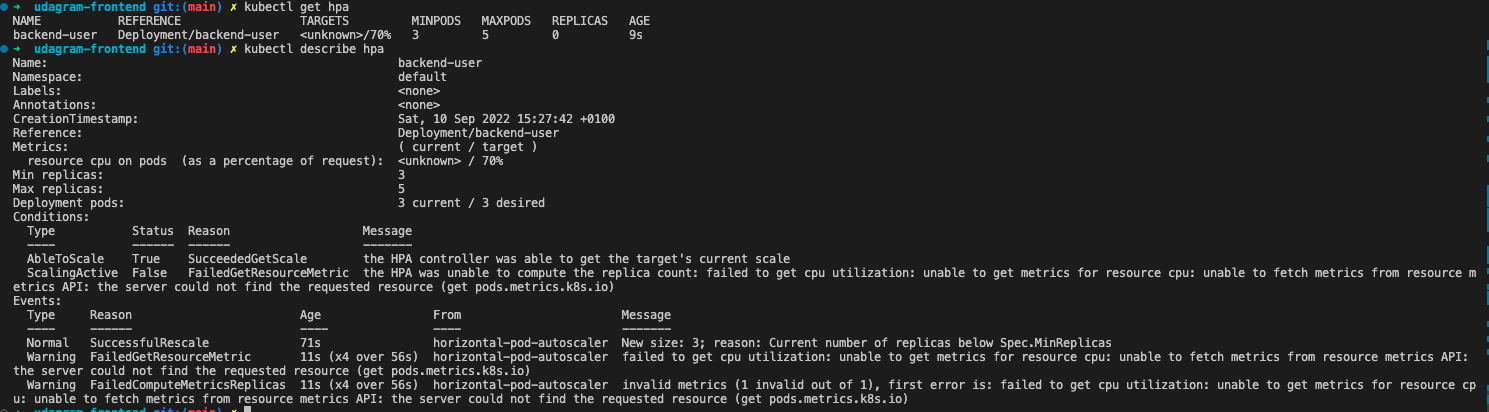 ➜  udagram-frontend git:(main) ✗ kubectl get hpa
NAME           REFERENCE                 TARGETS         MINPODS   MAXPODS   REPLICAS   AGE
backend-user   Deployment/backend-user   <unknown>/70%   3         5         0          9s
➜  udagram-frontend git:(main) ✗ kubectl describe hpa
Name:                                                  backend-user
Namespace:                                             default
Labels:                                                <none>
Annotations:                                           <none>
CreationTimestamp:                                     Sat, 10 Sep 2022 15:27:42 +0100
Reference:                                             Deployment/backend-user
Metrics:                                               ( current / target )
  resource cpu on pods  (as a percentage of request):  <unknown> / 70%
Min replicas:                                          3
Max replicas:                                          5
Deployment pods:                                       3 current / 3 desired
Conditions:
  Type           Status  Reason                   Message
  ----           ------  ------                   -------
  AbleToScale    True    SucceededGetScale        the HPA controller was able to get the target's current scale
  ScalingActive  False   FailedGetResourceMetric  the HPA was unable to compute the replica count: failed to get cpu utilization: unable to get metrics for resource cpu: unable to fetch metrics from resource m
etrics API: the server could not find the requested resource (get pods.metrics.k8s.io)
Events:
  Type     Reason                        Age                From                       Message
  ----     ------                        ----               ----                       -------
  Normal   SuccessfulRescale             71s                horizontal-pod-autoscaler  New size: 3; reason: Current number of replicas below Spec.MinReplicas
  Warning  FailedGetResourceMetric       11s (x4 over 56s)  horizontal-pod-autoscaler  failed to get cpu utilization: unable to get metrics for resource cpu: unable to fetch metrics from resource metrics API:
the server could not find the requested resource (get pods.metrics.k8s.io)
  Warning  FailedComputeMetricsReplicas  11s (x4 over 56s)  horizontal-pod-autoscaler  invalid metrics (1 invalid out of 1), first error is: failed to get cpu utilization: unable to get metrics for resource cp
u: unable to fetch metrics from resource metrics API: the server could not find the requested resource (get pods.metrics.k8s.io)
➜  udagram-frontend git:(main) ✗